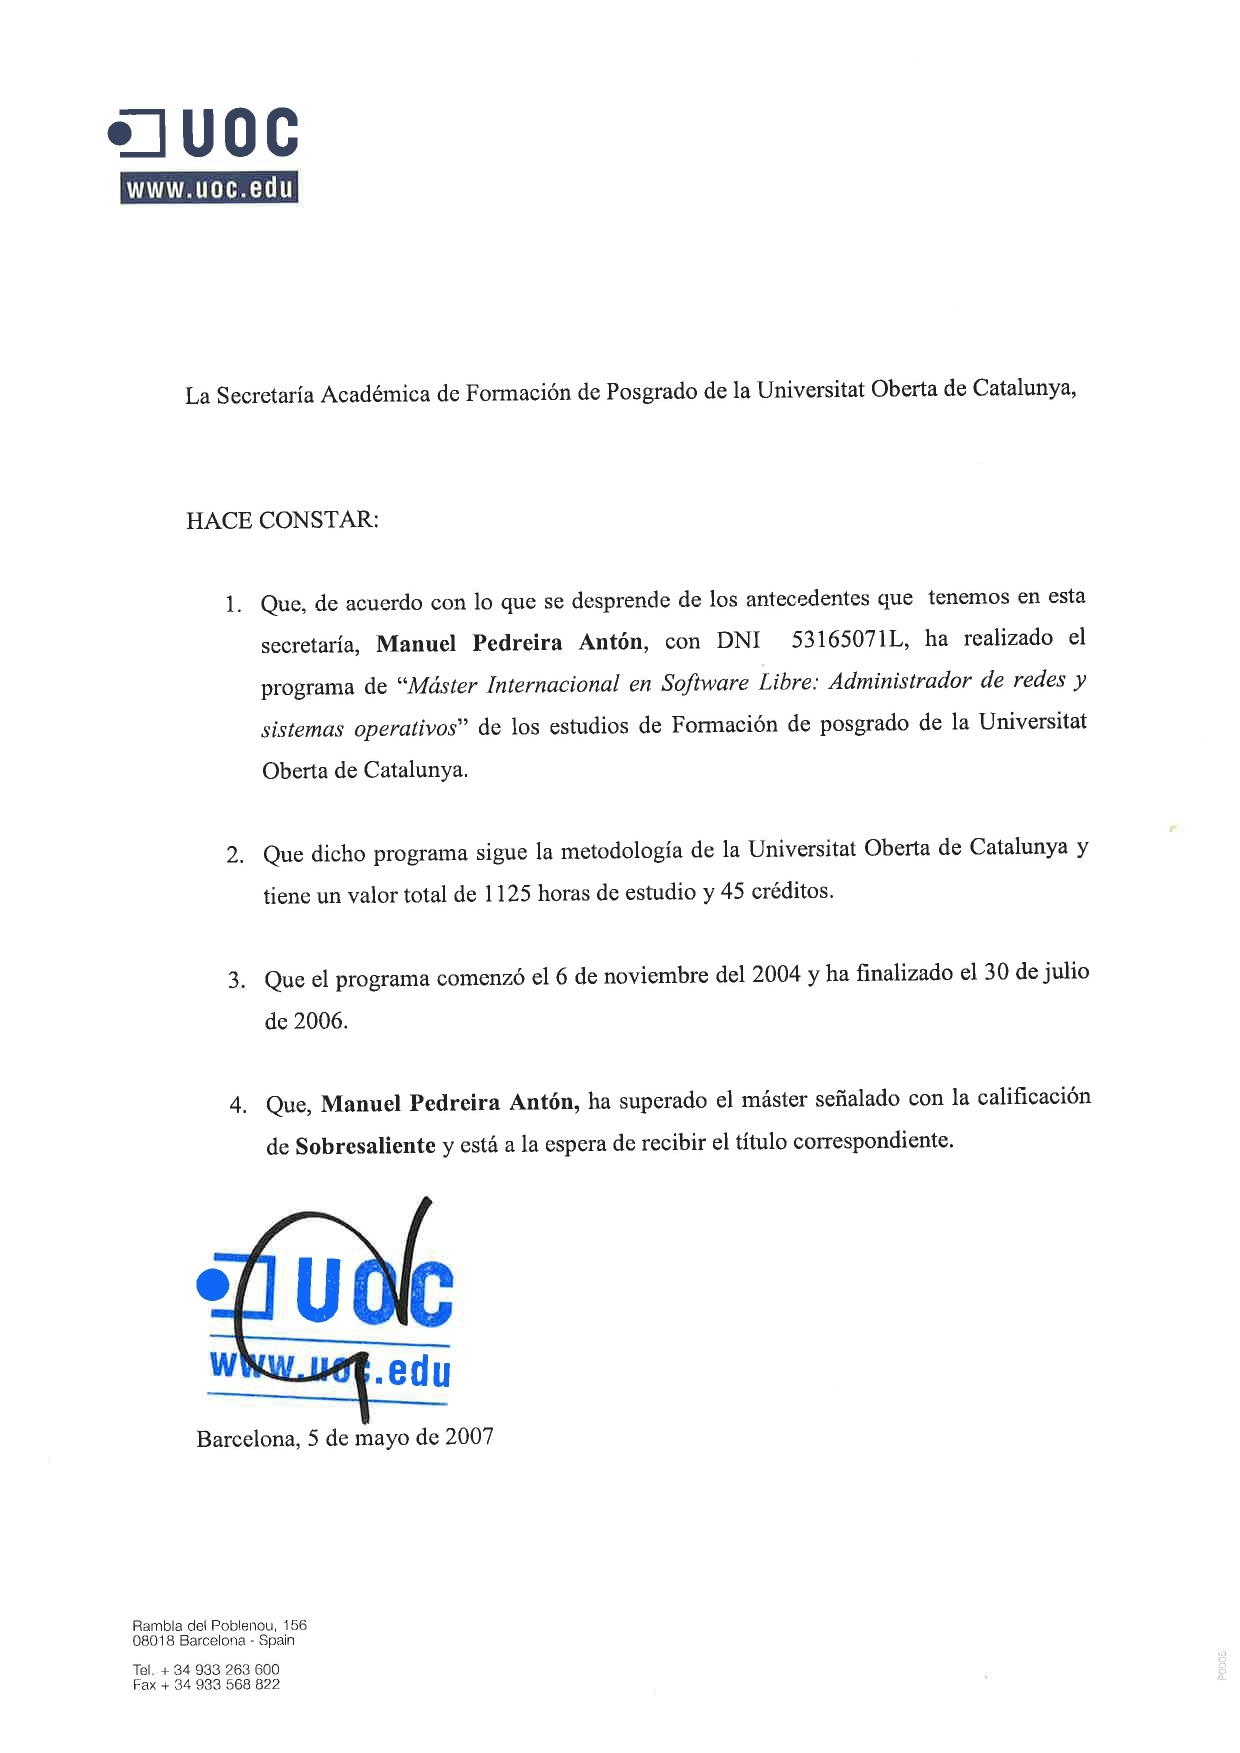 UOC
www.uoc.edu
La Secretaría Académica de Formación de Posgrado de la Universitat Oberta de Catalunya,
HACE CONSTAR:
1. Que, de acuerdo con lo que se desprende de los antecedentes que tenemos en esta
secretaría, Manuel Pedreira Antón, con DNI 53165071L, ha realizado el
programa de “Máster Internacional en Software Libre: Administrador de redes y
sistemas operativos” de los estudios de Formación de posgrado de la Universitat
Oberta de Catalunya.
2. Que dicho programa sigue la metodología de la Universitat Oberta de Catalunya y
tiene un valor total de 1125 horas de estudio y 45 créditos.
3. Que el programa comenzó el 6 de noviembre del 2004 y ha finalizado el 30 de julio
de 2006.
4. Que, Manuel Pedreira Antón, ha superado el máster señalado con la calificación
de Sobresaliente y está a la espera de recibir el título correspondiente.
UOC
www.uoc.edu
Barcelona, 5 de mayo de 2007
Rambla del Poblenou, 156
08018 Barcelona - Spain
Tel. + 34 933 263 600
Fax + 34 933 568 822
P0006